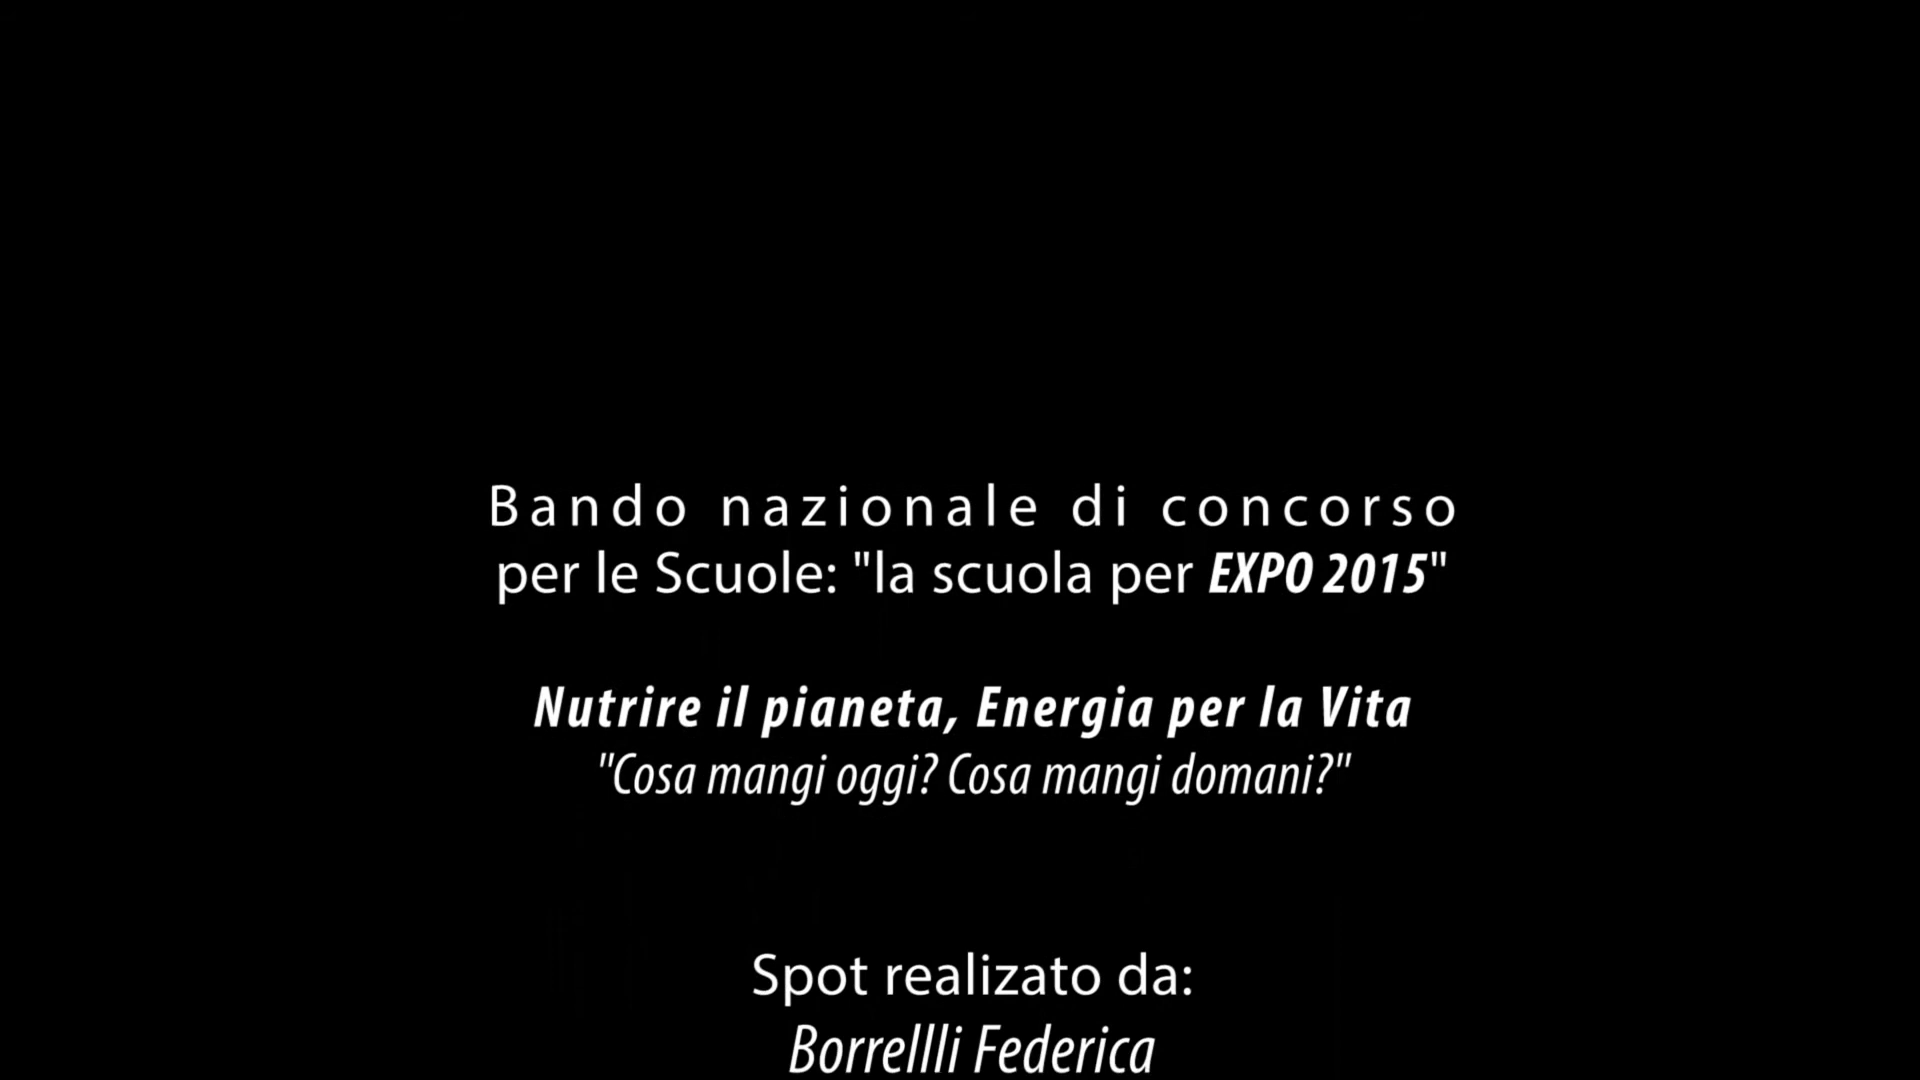 Bando nazionale di concorso
per le Scuole: "la scuola per EXPO 2015"
Nutrire il pianeta, Energia per la Vita
"Cosa mangi oggi? Cosa mangi domani?"
Spot realizato da:
Borrellli Federica